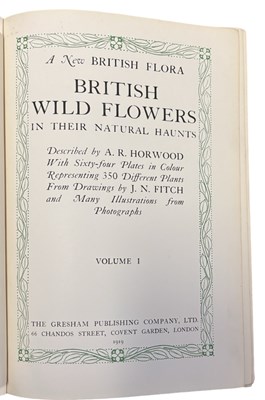 A New BRITISH FLORA
BRITISH
WILD FLOWERS
IN THEIR NATURAL HAUNTS
Described by A. R. HORWOOD
With Sixty-four Plates in Colour
Representing 350 Different Plants
From Drawings by J. N. FITCH
and Many Illustrations from
Photographs
VOLUME I
THE GRESHAM PUBLISHING COMPANY, LTD.
66 CHANDOS STREET, COVENT GARDEN, LONDON
1919